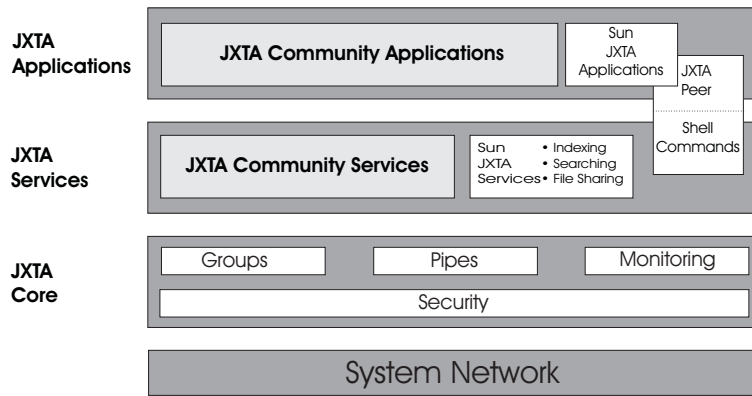 JXTA
Applications
JXTA Community Applications
Sun
JXTA
Applications
JXTA
Peer
Shell
Commands
JXTA
Services
JXTA Community Services
Sun • Indexing
JXTA • Searching
Services • File Sharing
JXTA
Core
Groups
Pipes
Monitoring
Security
System Network